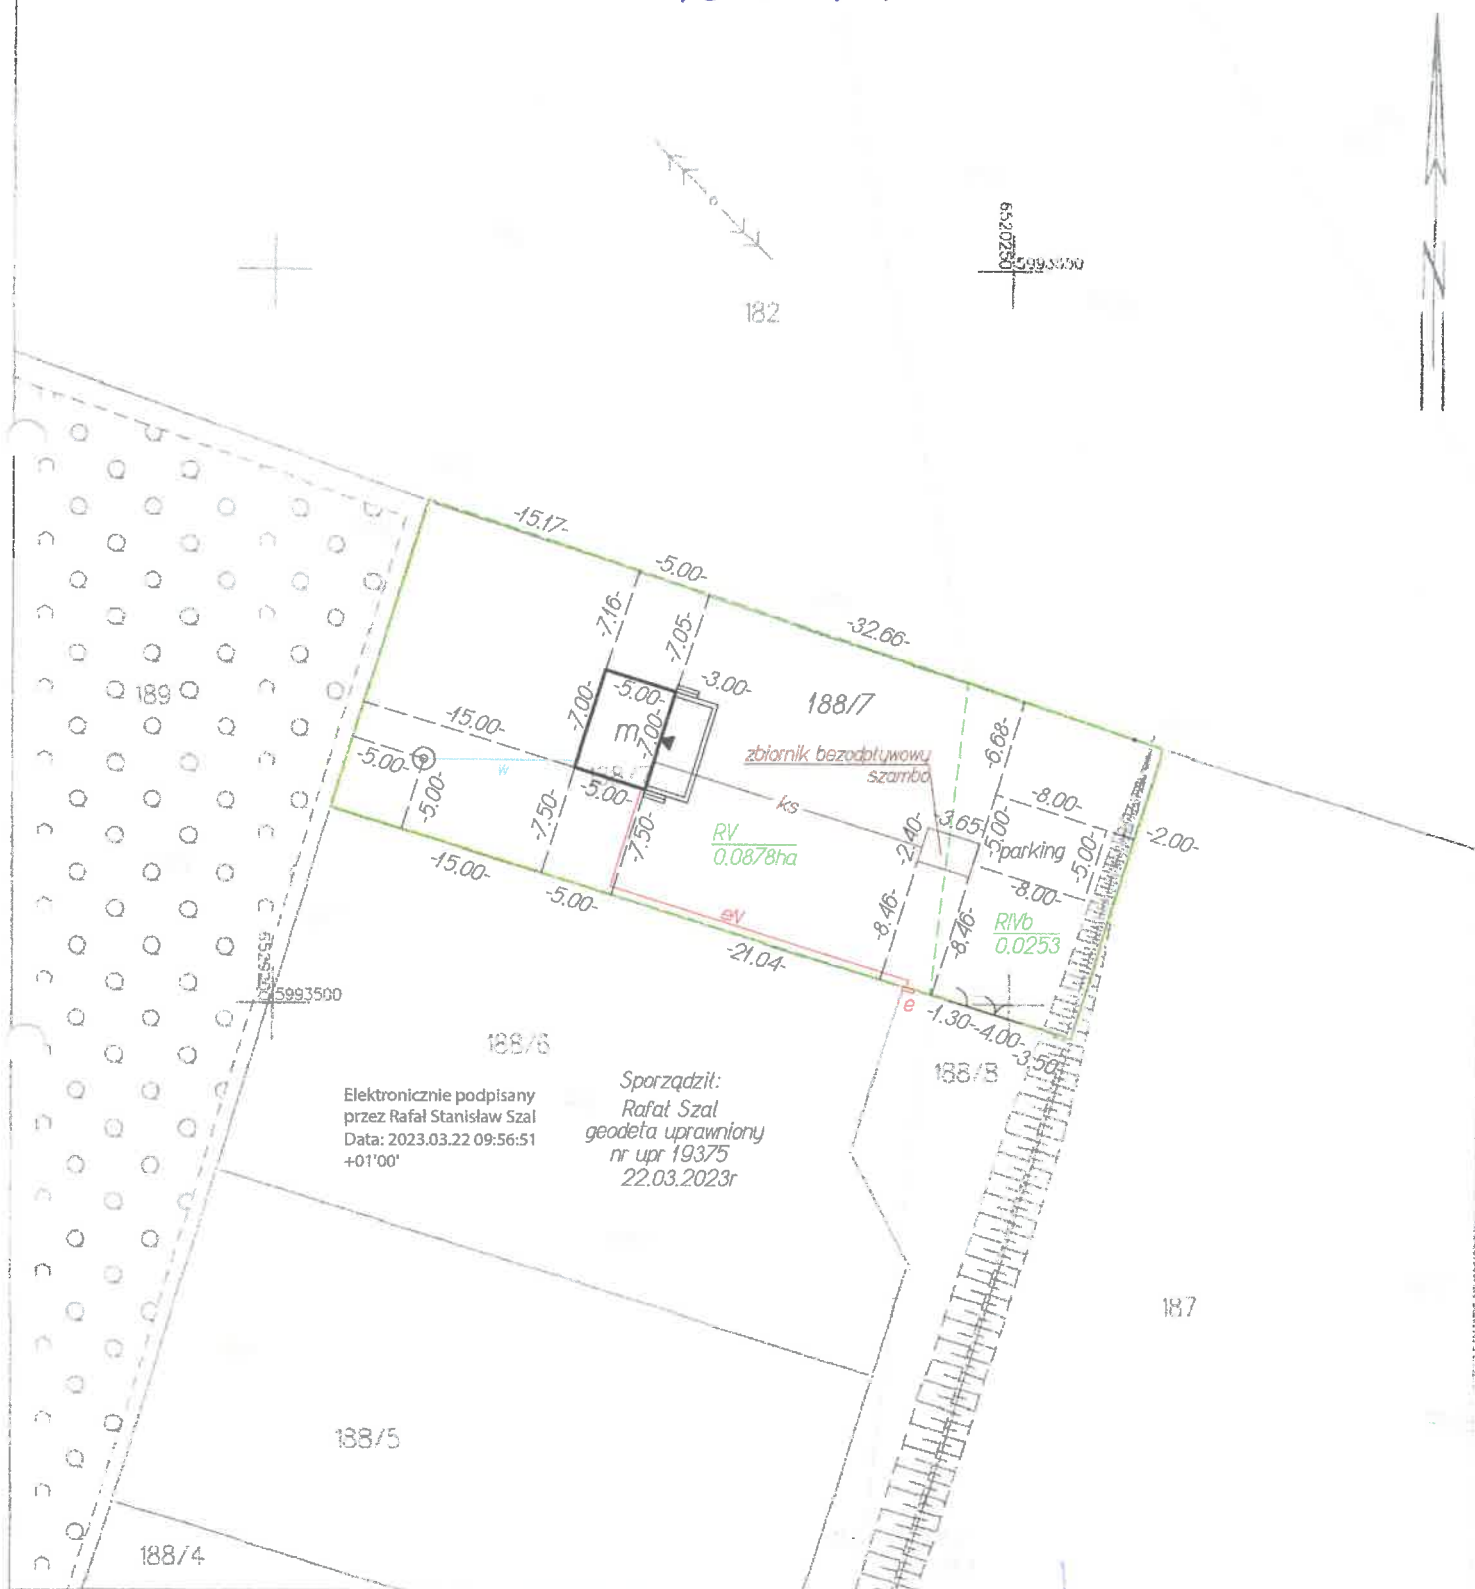 6520250
182
-15.17-
-5.00-
-32.66-
-7.16-
-7.05-
-3.00-
-5.00-
189
188/7
-7.00-
m
-7.00-
-15.00-
-6.68-
zbiornik bezodpływowy
szambo
-5.00-
w
-5.00-
-5.00-
ks
-8.00-
-2.00-
-7.50-
-7.50-
RV
0.0878ha
-2.40-
3.65-
-5.00-
parking
-5.00-
-8.00-
-15.00-
-5.00-
eN
-8.46-
-8.46-
RIVb
0.0253
-21.04-
5993500
e
-1.30-
-4.00-
-3.50-
188/6
188/8
Elektronicznie podpisany
przez Rafał Stanisław Szal
Data: 2023.03.22 09:56:51
+01'00'
Sporządził:
Rafał Szal
geodeta uprawniony
nr upr 19375
22.03.2023r
187
188/5
188/4